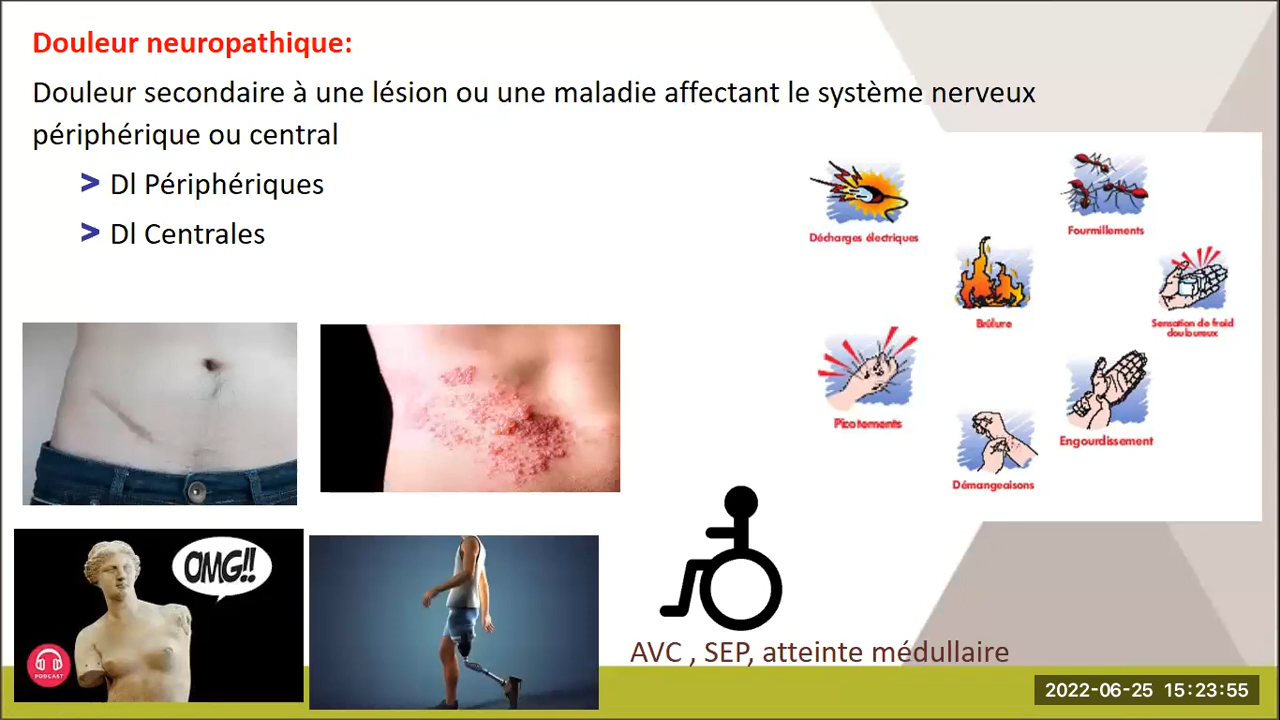 Douleur neuropathique:
Douleur secondaire à une lésion ou une maladie affectant le système nerveux
périphérique ou central
> Dl Périphériques
> Dl Centrales
Décharges électriques
Fourmillements
Brûlure
Sensation de froid
douloureux
Picotements
Engourdissement
Démangeaisons
OMG!!
PODCAST
AVC , SEP, atteinte médullaire
2022-06-25 15:23:55